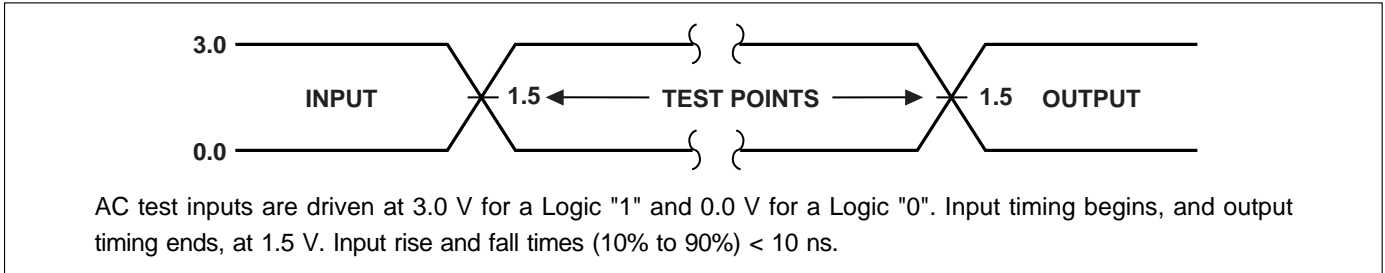 3.0
INPUT 1.5 TEST POINTS 1.5 OUTPUT
0.0
AC test inputs are driven at 3.0 V for a Logic "1" and 0.0 V for a Logic "0". Input timing begins, and output
timing ends, at 1.5 V. Input rise and fall times (10% to 90%) < 10 ns.